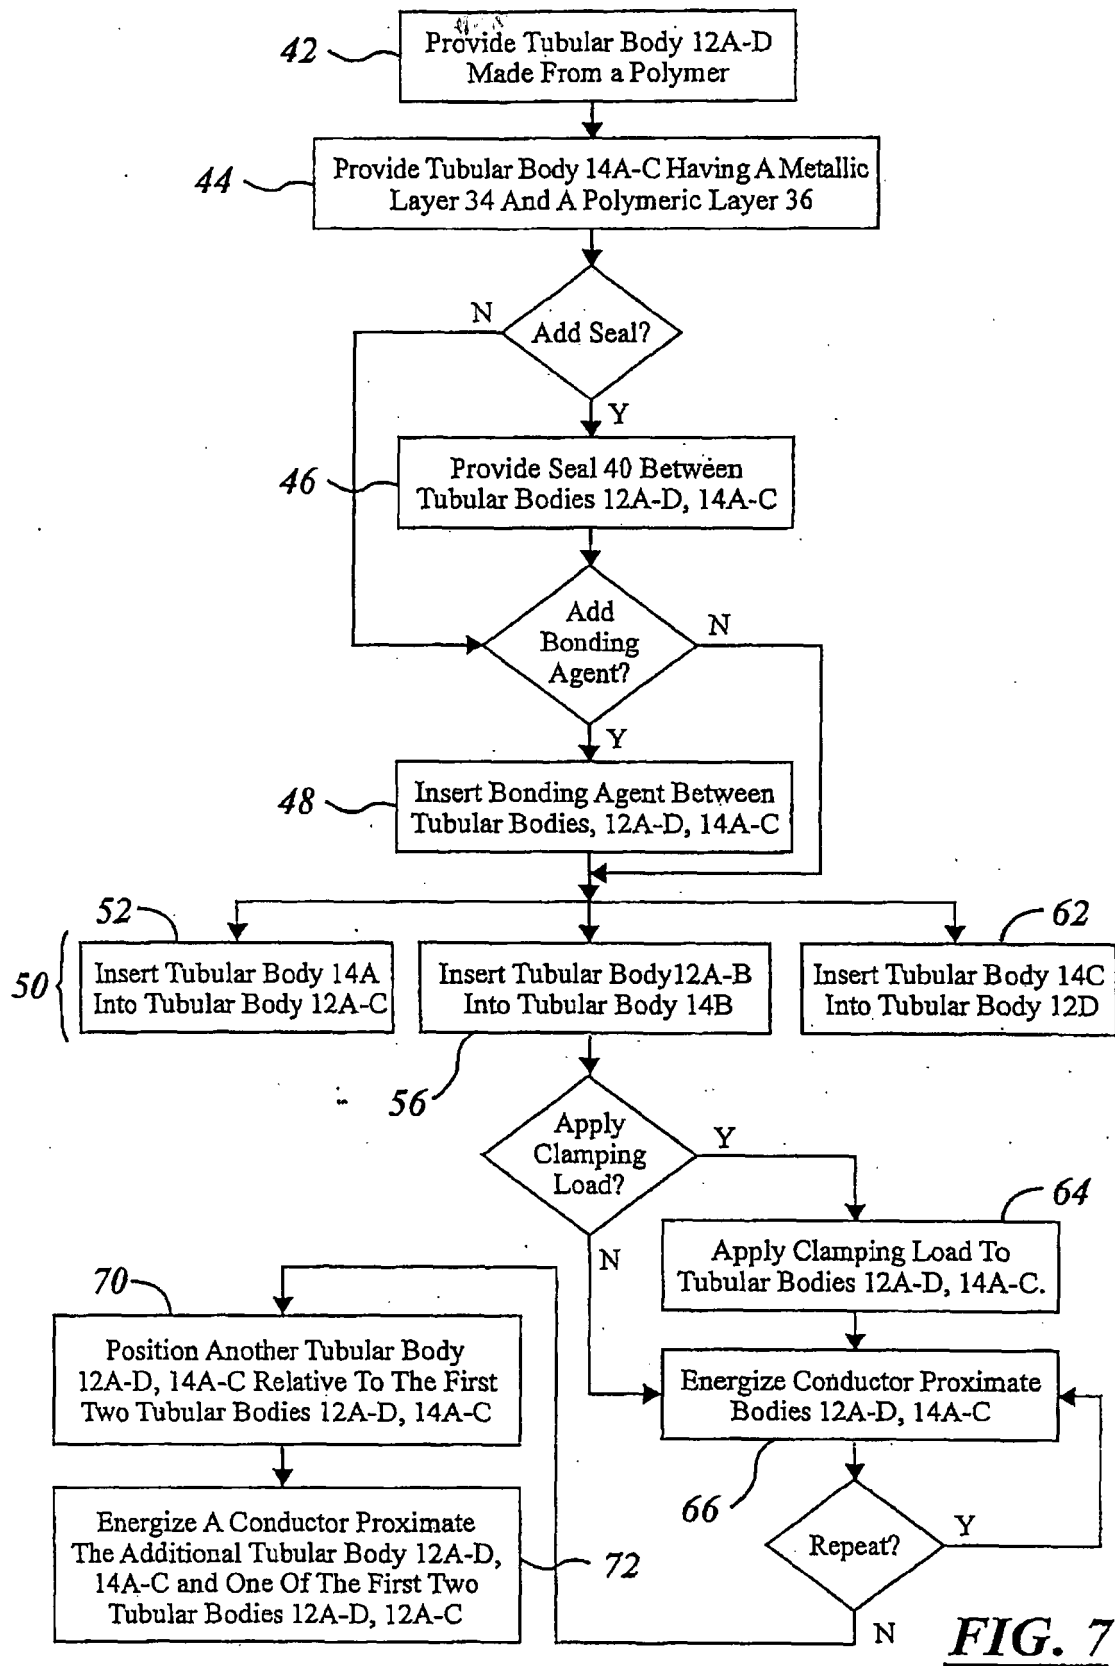 42
Provide Tubular Body 12A-D
Made From a Polymer
44
Provide Tubular Body 14A-C Having A Metallic
Layer 34 And A Polymeric Layer 36
N
Add Seal?
Y
46
Provide Seal 40 Between
Tubular Bodies 12A-D, 14A-C
Add
Bonding
Agent?
N
Y
48
Insert Bonding Agent Between
Tubular Bodies, 12A-D, 14A-C
50
52
Insert Tubular Body 14A
Into Tubular Body 12A-C
Insert Tubular Body12A-B
Into Tubular Body 14B
56
62
Insert Tubular Body 14C
Into Tubular Body 12D
Apply
Clamping
Load?
Y
N
64
Apply Clamping Load To
Tubular Bodies 12A-D, 14A-C.
Energize Conductor Proximate
Bodies 12A-D, 14A-C
66
Repeat?
Y
N
70
Position Another Tubular Body
12A-D, 14A-C Relative To The First
Two Tubular Bodies 12A-D, 14A-C
Energize A Conductor Proximate
The Additional Tubular Body 12A-D,
14A-C and One Of The First Two
Tubular Bodies 12A-D, 12A-C
72
FIG. 7